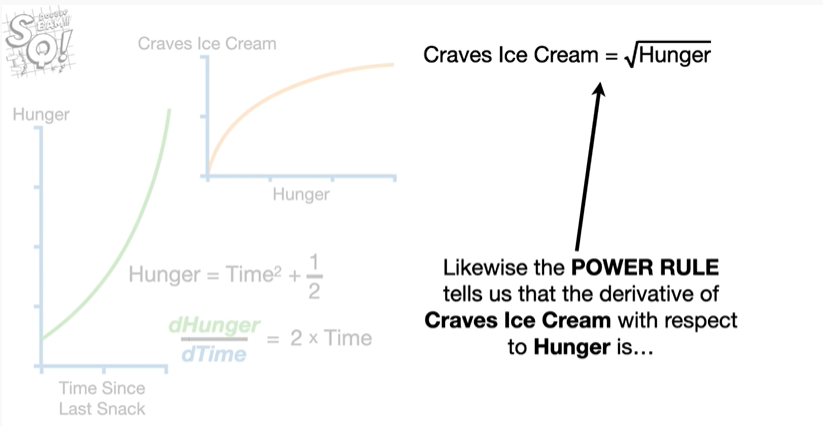 SQ!
Craves Ice Cream
Hunger
Hunger
Time Since
Last Snack
Hunger = Time² + 1/2
dHunger/dTime = 2 × Time
Craves Ice Cream = √Hunger
Likewise the POWER RULE
tells us that the derivative of
Craves Ice Cream with respect
to Hunger is…